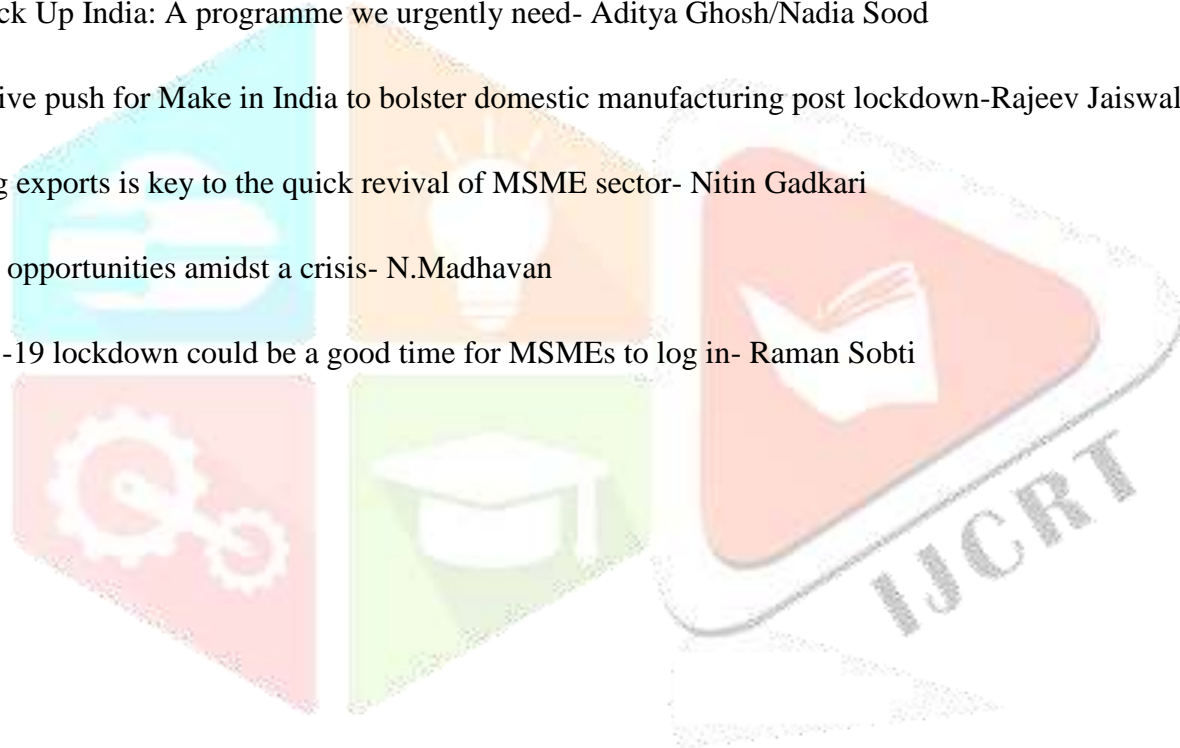 ck Up India: A programme we urgently need- Aditya Ghosh/Nadia Sood
ive push for Make in India to bolster domestic manufacturing post lockdown-Rajeev Jaiswal
g exports is key to the quick revival of MSME sector- Nitin Gadkari
opportunities amidst a crisis- N.Madhavan
-19 lockdown could be a good time for MSMEs to log in- Raman Sobti
IJCRT